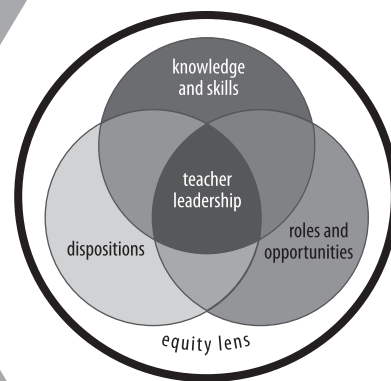 knowledge
and skills
teacher
leadership
dispositions
roles and
opportunities
equity lens